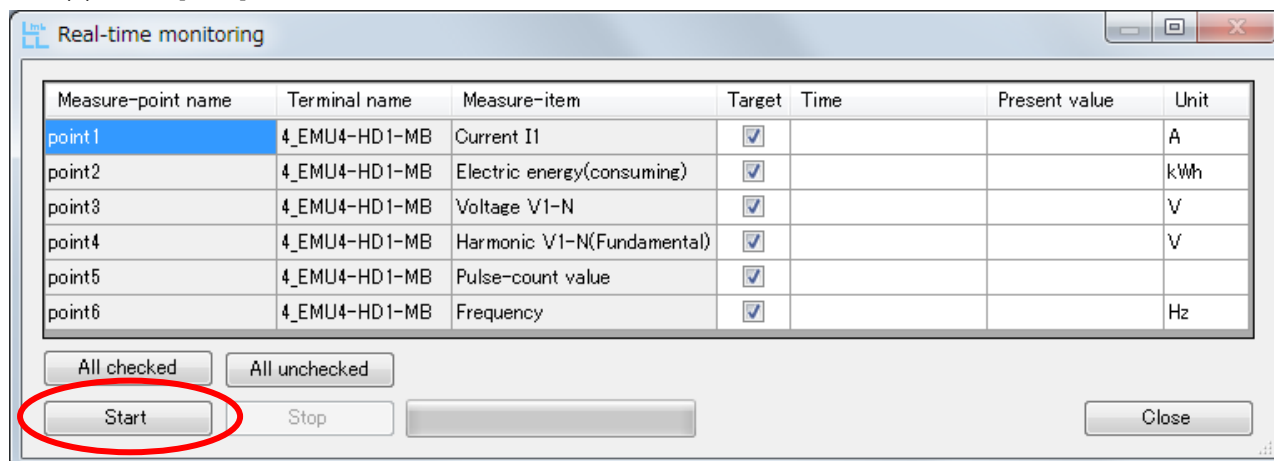 Real-time monitoring
Measure-point name Terminal name Measure-item Target Time Present value Unit
point1 4_EMU4-HD1-MB Current I1 A
point2 4_EMU4-HD1-MB Electric energy(consuming) kWh
point3 4_EMU4-HD1-MB Voltage V1-N V
point4 4_EMU4-HD1-MB Harmonic V1-N(Fundamental) V
point5 4_EMU4-HD1-MB Pulse-count value
point6 4_EMU4-HD1-MB Frequency Hz
All checked All unchecked
Start Stop Close